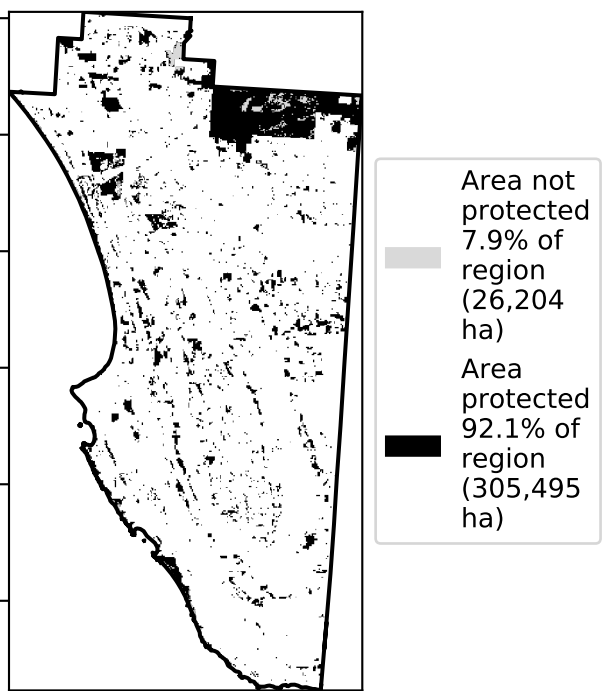 Area not
protected
7.9% of
region
(26,204
ha)
Area
protected
92.1% of
region
(305,495
ha)